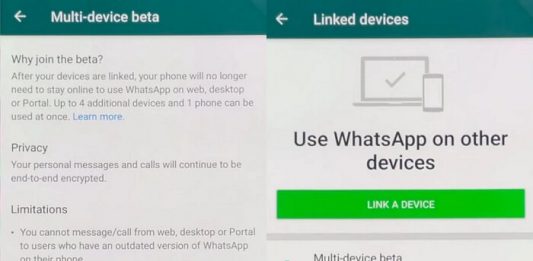 Multi-device beta
Why join the beta?
After your devices are linked, your phone will no longer
need to stay online to use WhatsApp on web, desktop
or Portal. Up to 4 additional devices and 1 phone can be
used at once. Learn more.
Privacy
Your personal messages and calls will continue to be
end-to-end encrypted.
Limitations
• You cannot message/call from web, desktop or Portal
to users who have an outdated version of WhatsApp
on their phone.
Linked devices
Use WhatsApp on other
devices
LINK A DEVICE
Multi-device beta